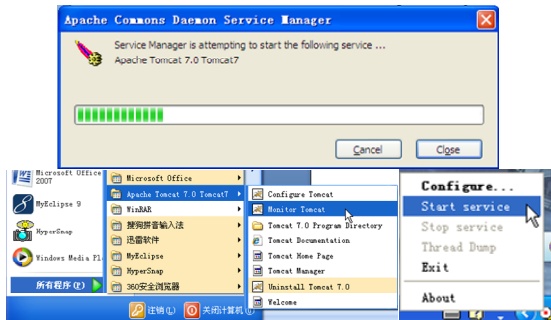 Apache Commons Daemon Service Manager
Service Manager is attempting to start the following service ...
Apache Tomcat 7.0 Tomcat7
Cancel
Close
Microsoft Office
2007
MyEclipse 9
HyperSnap
Windows Media Pl
所有程序(P)
Microsoft Office
Apache Tomcat 7.0 Tomcat7
WinRAR
搜狗拼音输入法
迅雷软件
MyEclipse
HyperSnap
360安全浏览器
注销(L)
关闭计算机(U)
Configure Tomcat
Monitor Tomcat
Tomcat 7.0 Program Directory
Tomcat Documentation
Tomcat Home Page
Tomcat Manager
Uninstall Tomcat 7.0
Welcome
Configure...
Start service
Stop service
Thread Dump
Exit
About